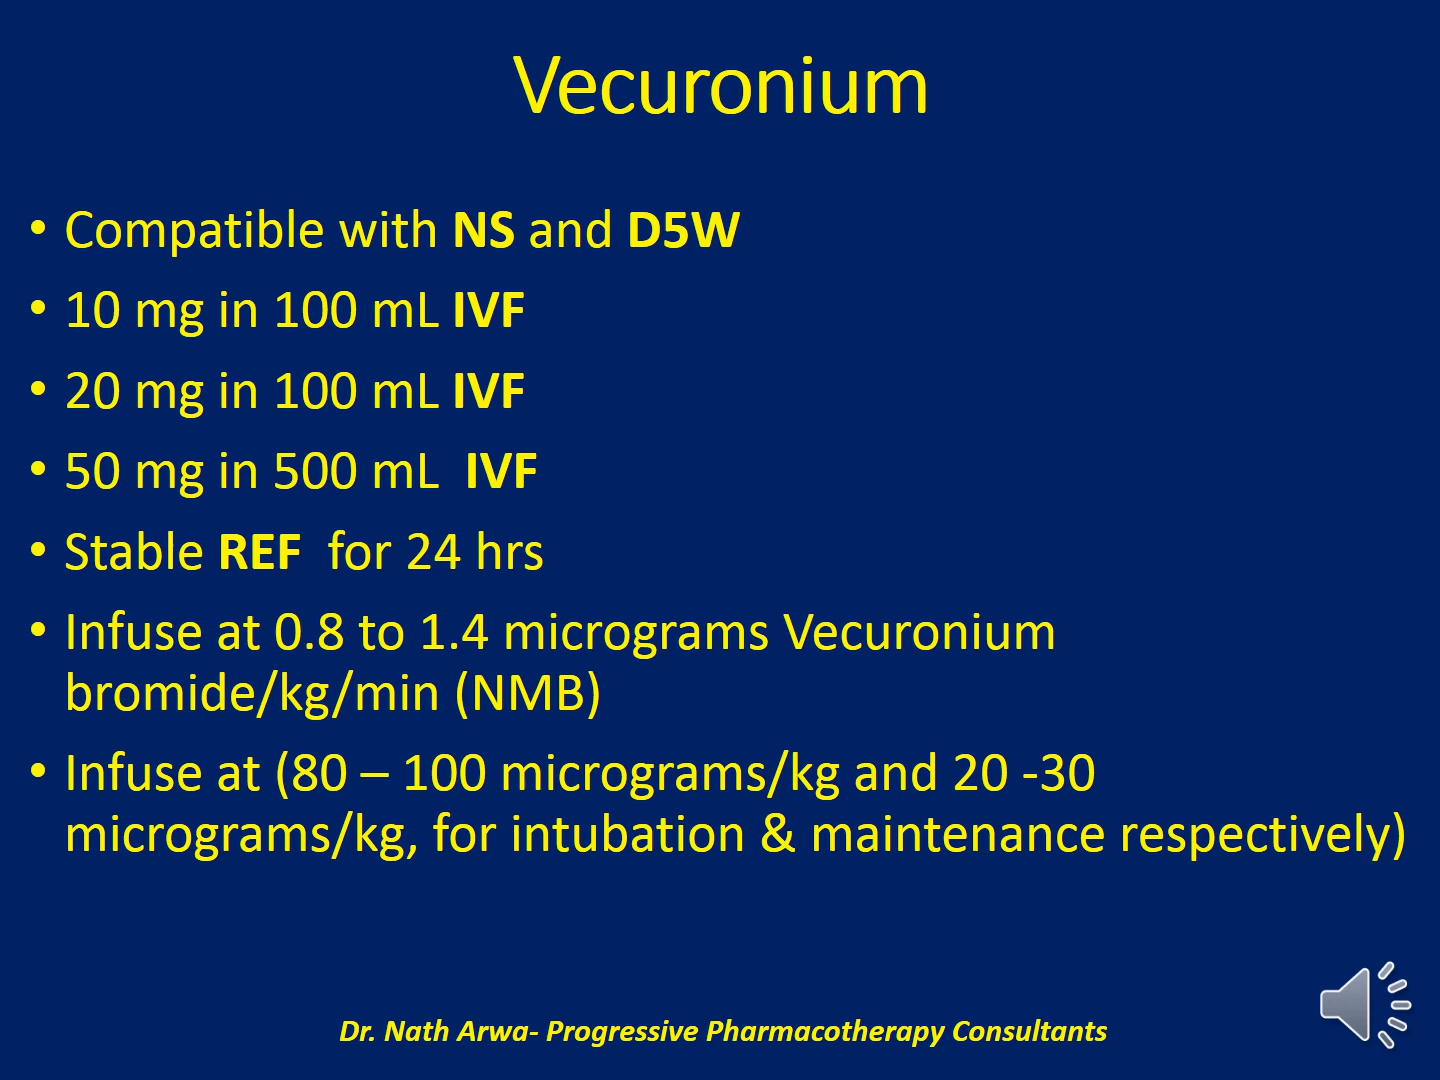 Vecuronium
• Compatible with NS and D5W
• 10 mg in 100 mL IVF
• 20 mg in 100 mL IVF
• 50 mg in 500 mL  IVF
• Stable REF  for 24 hrs
• Infuse at 0.8 to 1.4 micrograms Vecuronium
bromide/kg/min (NMB)
• Infuse at (80 – 100 micrograms/kg and 20 -30
micrograms/kg, for intubation & maintenance respectively)
Dr. Nath Arwa- Progressive Pharmacotherapy Consultants